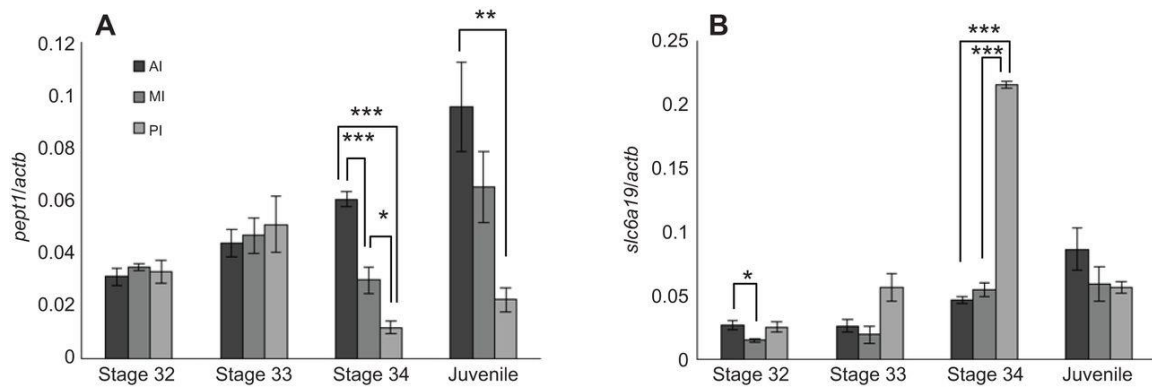 A
pept1/actb
0.12
0.1
0.08
0.06
0.04
0.02
0
AI
MI
PI
***
***
*
**
Stage 32
Stage 33
Stage 34
Juvenile
B
slc6a19/actb
0.25
0.2
0.15
0.1
0.05
0
*
***
***
Stage 32
Stage 33
Stage 34
Juvenile